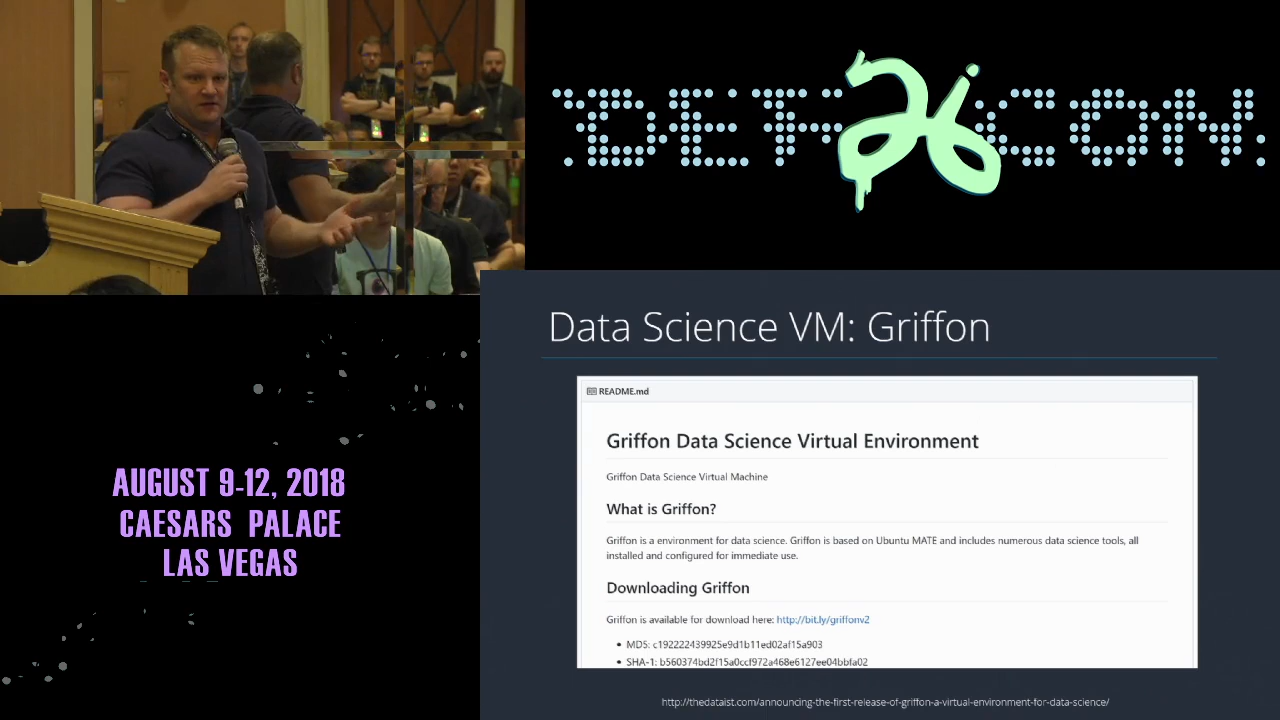 DEF CON
26
Data Science VM: Griffon
README.md
Griffon Data Science Virtual Environment
Griffon Data Science Virtual Machine
What is Griffon?
Griffon is a environment for data science. Griffon is based on Ubuntu MATE and includes numerous data science tools, all
installed and configured for immediate use.
Downloading Griffon
Griffon is available for download here: http://bit.ly/griffonv2
• MD5: c192222439925e9d1b11ed02af15a903
• SHA-1: b560374bd2f15a0ccf972a468e6127ee04bbfa02
http://thedataist.com/announcing-the-first-release-of-griffon-a-virtual-environment-for-data-science/
AUGUST 9-12, 2018
CAESARS PALACE
LAS VEGAS